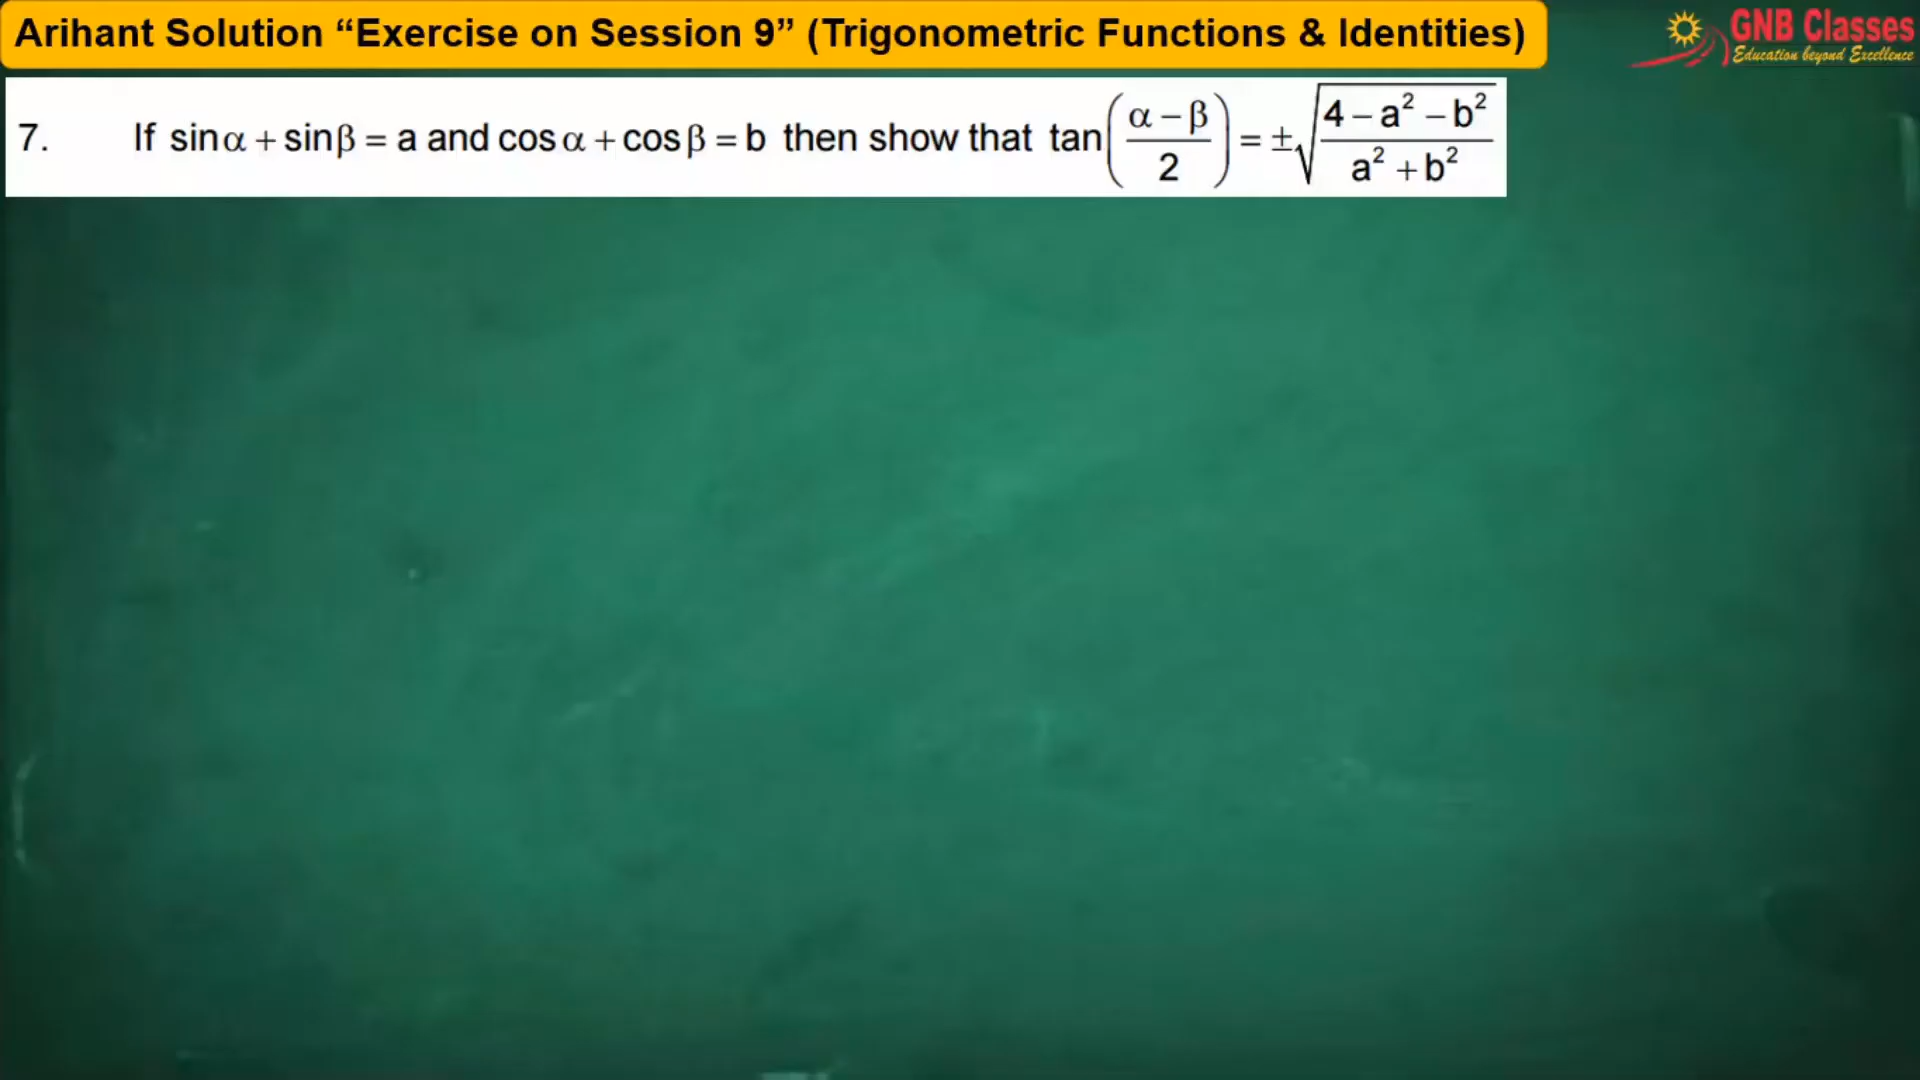 Arihant Solution “Exercise on Session 9” (Trigonometric Functions & Identities)
GNB Classes
Education beyond Excellence
7. If sinα + sinβ = a and cosα + cosβ = b then show that tan((α − β)/2) = ±√((4 − a² − b²)/(a² + b²))